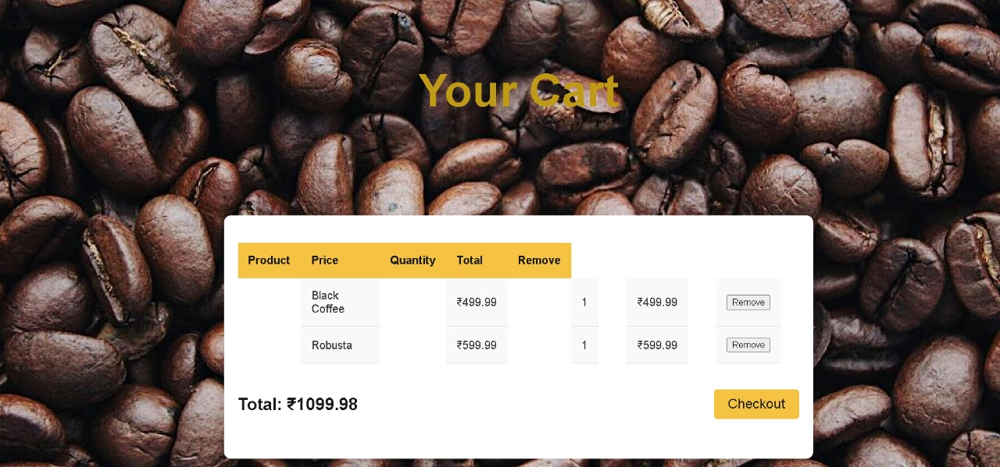 Your Cart
Product Price Quantity Total Remove
Black
Coffee
₹499.99 1 ₹499.99 Remove
Robusta ₹599.99 1 ₹599.99 Remove
Total: ₹1099.98
Checkout